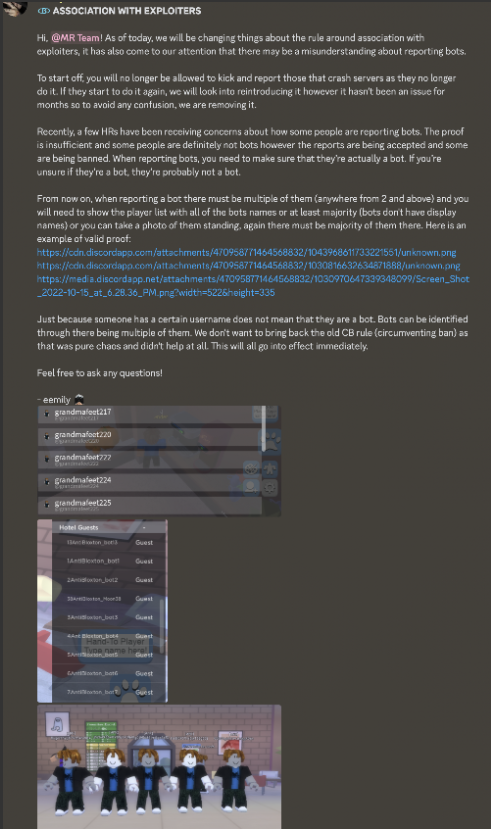 ASSOCIATION WITH EXPLOITERS
Hi, @MR Team! As of today, we will be changing things about the rule around association with
exploiters, it has also come to our attention that there may be a misunderstanding about reporting bots.
To start off, you will no longer be allowed to kick and report those that crash servers as they no longer
do it. If they start to do it again, we will look into reintroducing it however it hasn't been an issue for
months so to avoid any confusion, we are removing it.
Recently, a few HRs have been receiving concerns about how some people are reporting bots. The proof
is insufficient and some people are definitely not bots however the reports are being accepted and some
are being banned. When reporting bots, you need to make sure that they're actually a bot. If you're
unsure if they're a bot, they're probably not a bot.
From now on, when reporting a bot there must be multiple of them (anywhere from 2 and above) and you
will need to show the player list with all of the bots names or at least majority (bots don't have display
names) or you can take a photo of them standing, again there must be majority of them there. Here is
an example of valid proof:
https://cdn.discordapp.com/attachments/470958771464568832/1043968611733221551/unknown.png
https://cdn.discordapp.com/attachments/470958771464568832/1030816632634871888/unknown.png
https://media.discordapp.net/attachments/470958771464568832/1030970647339348099/Screen_Shot
_2022-10-15_at_6.28.36_PM.png?width=522&height=335
Just because someone has a certain username does not mean that they are a bot. Bots can be identified
through there being multiple of them. We don't want to bring back the old CB rule (circumventing ban) as
that was pure chaos and didn't help at all. This will all go into effect immediately.
Feel free to ask any questions!
- eemily
grandmafeet217
grandmafeet220
grandmafeet222
grandmafeet224
grandmafeet225
Hotel Guests -
Guest
1AntiBloxton_bot1 Guest
2AntiBloxton_bot2 Guest
Guest
3AntiBloxton_bot3 Guest
4AntiBloxton_bot4 Guest
Hand-To Player
Type name here!
5AntiBloxton_bot5 Guest
6AntiBloxton_bot6 Guest
7AntiBloxton_bot7 Guest